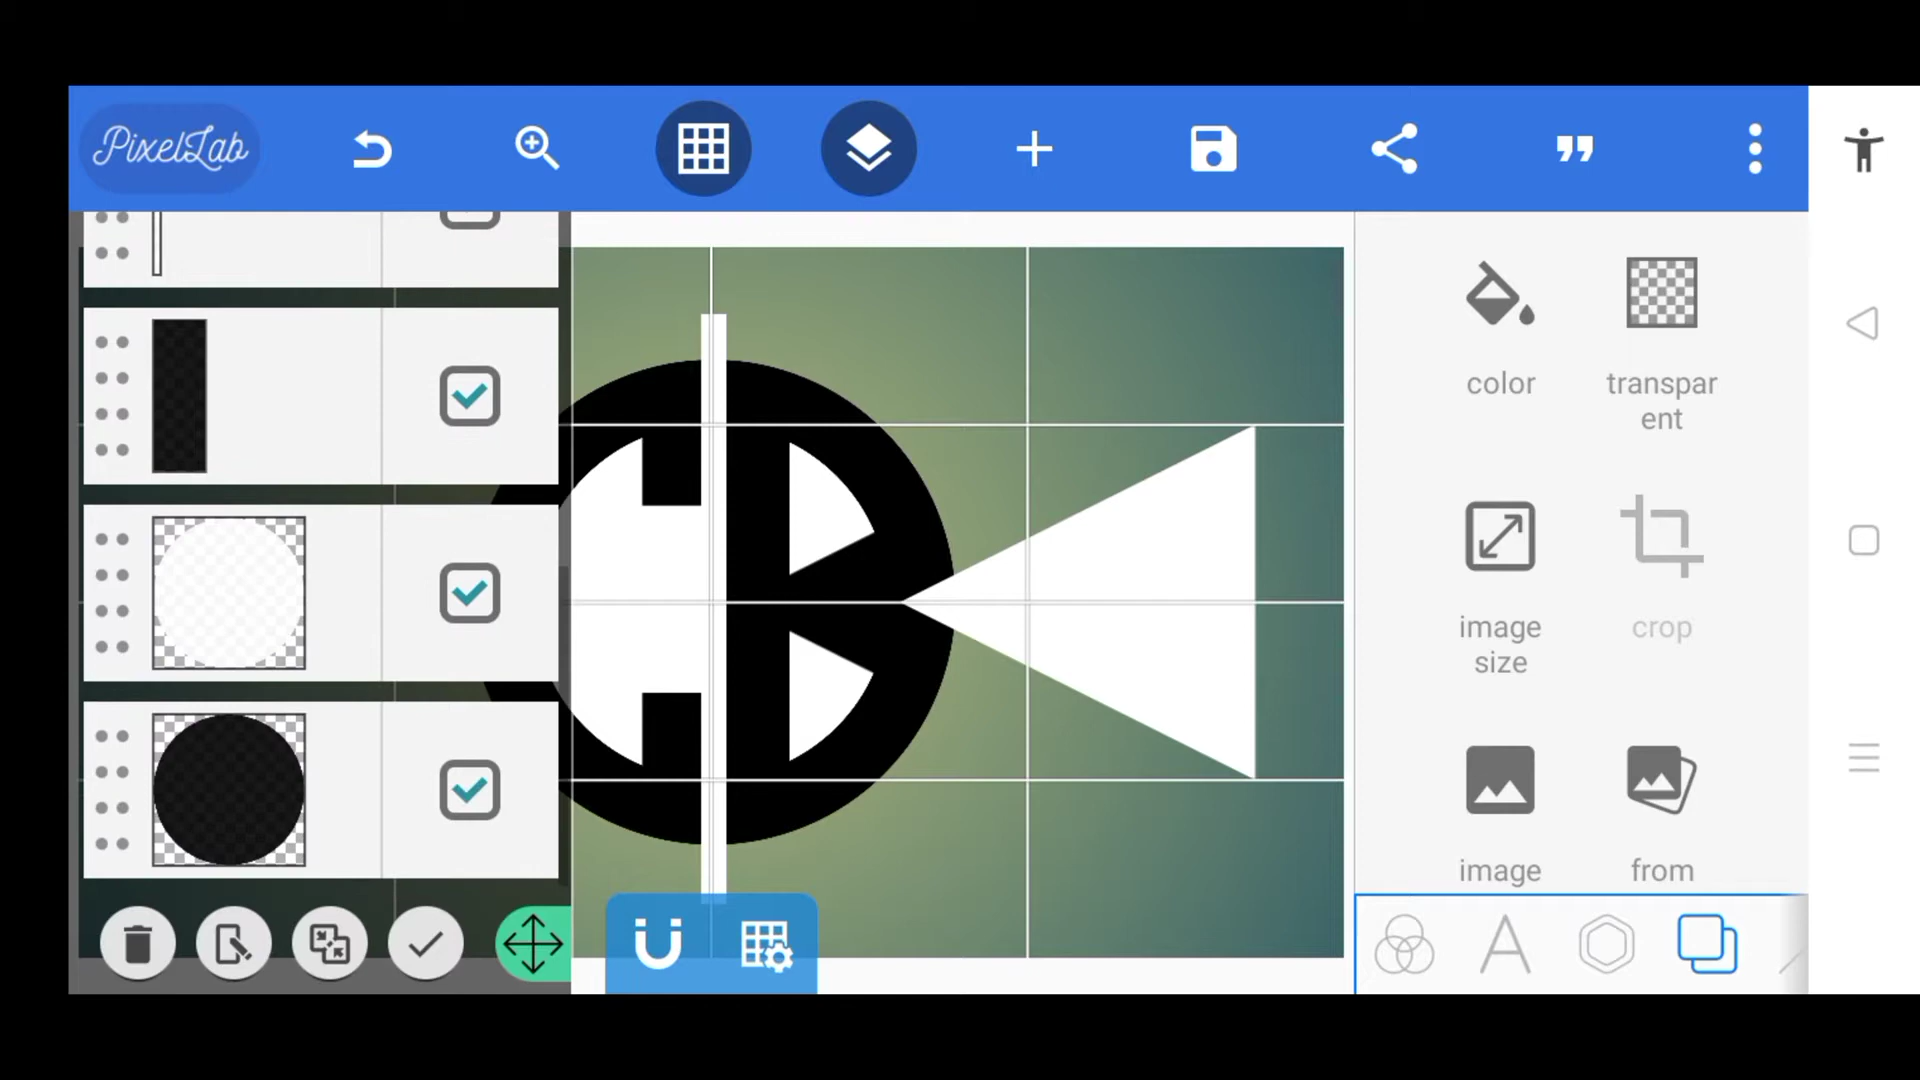 PixelLab
color
transpar
ent
image
size
crop
image
from